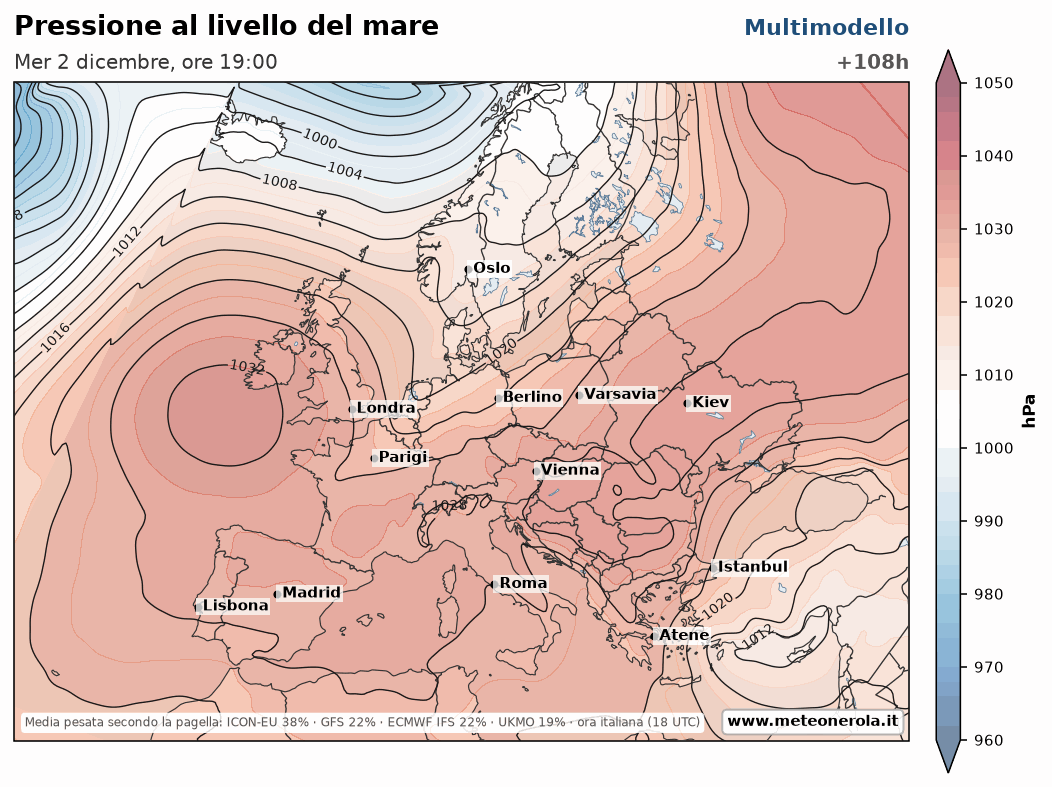 Pressione al livello del mare
Multimodello
Mer 2 dicembre, ore 19:00
+108h
1050
1040
1030
1020
1010
1000
990
980
970
960
hPa
1000
1004
1008
1012
1016
1020
1032
1028
1020
1012
8
Oslo
Londra
Berlino
Varsavia
Kiev
Parigi
Vienna
Istanbul
Roma
Madrid
Lisbona
Atene
Media pesata secondo la pagella: ICON-EU 38% · GFS 22% · ECMWF IFS 22% · UKMO 19% · ora italiana (18 UTC)
www.meteonerola.it